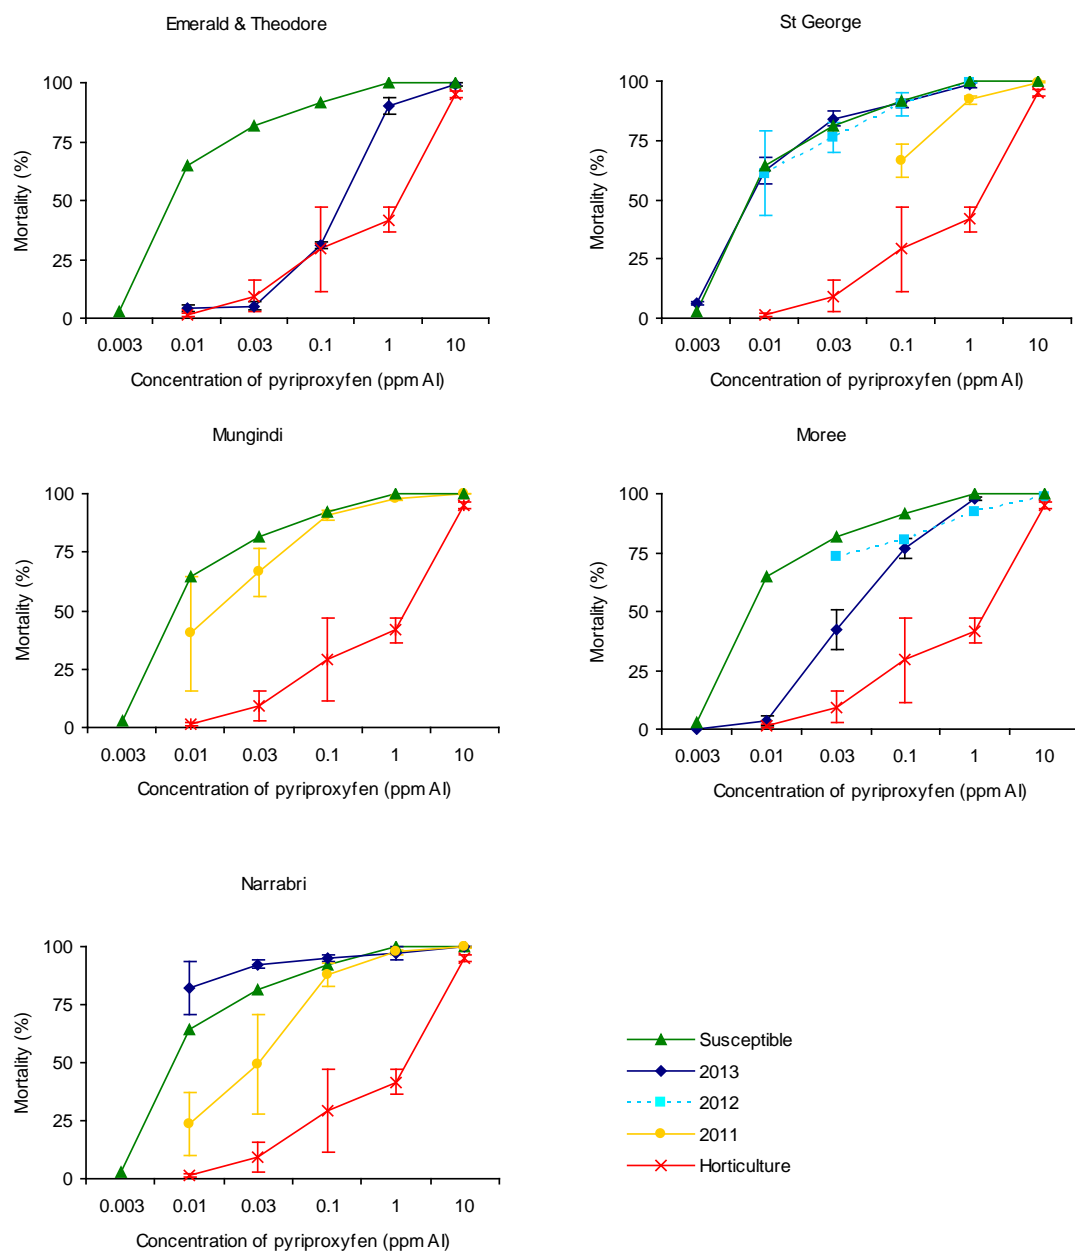 Emerald & Theodore
100
75
50
25
0
Mortality (%)
0.003 0.01 0.03 0.1 1 10
Concentration of pyriproxyfen (ppm AI)
St George
100
75
50
25
0
Mortality (%)
0.003 0.01 0.03 0.1 1 10
Concentration of pyriproxyfen (ppm AI)
Mungindi
100
75
50
25
0
Mortality (%)
0.003 0.01 0.03 0.1 1 10
Concentration of pyriproxyfen (ppm AI)
Moree
100
75
50
25
0
Mortality (%)
0.003 0.01 0.03 0.1 1 10
Concentration of pyriproxyfen (ppm AI)
Narrabri
100
75
50
25
0
Mortality (%)
0.003 0.01 0.03 0.1 1 10
Concentration of pyriproxyfen (ppm AI)
Susceptible
2013
2012
2011
Horticulture